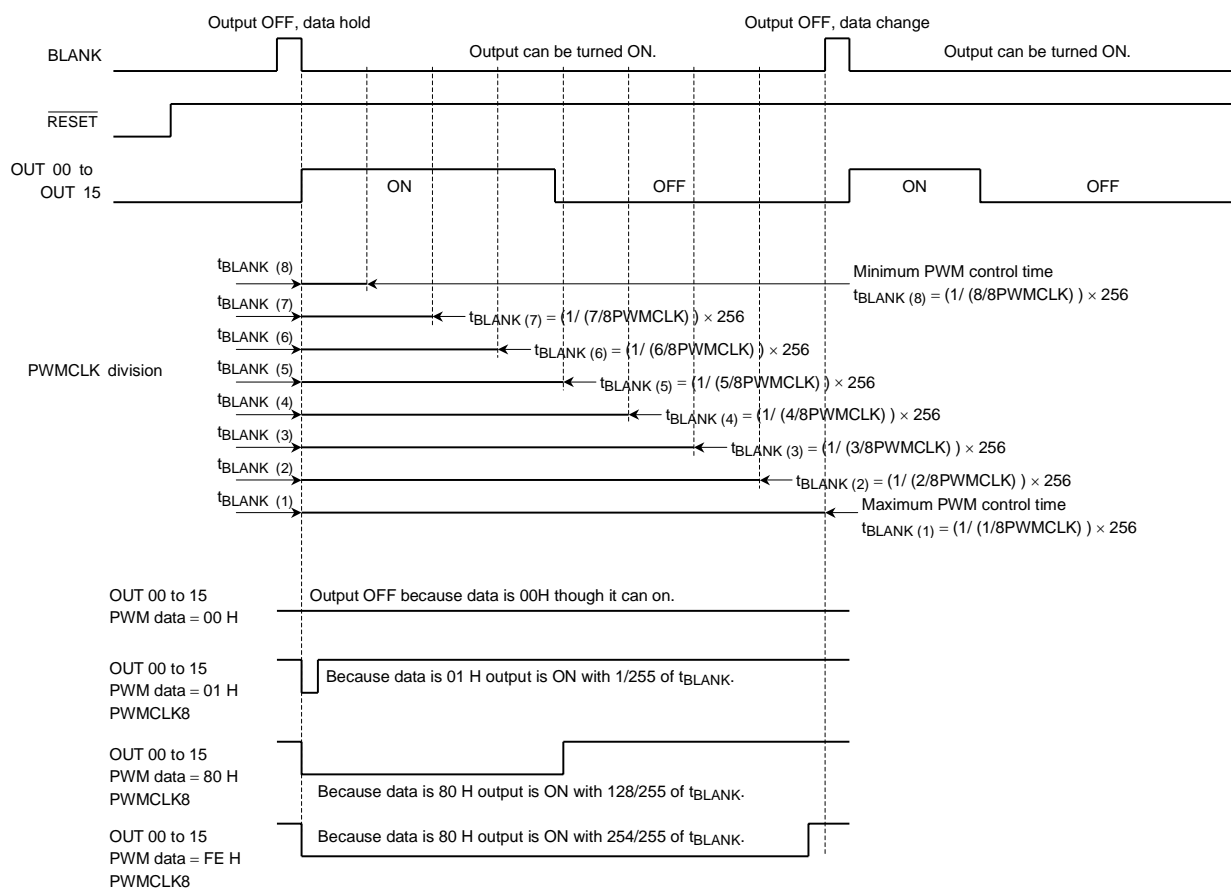 Output OFF, data hold
Output OFF, data change
BLANK
Output can be turned ON.
Output can be turned ON.
RESET
OUT 00 to
OUT 15
ON
OFF
ON
OFF
tBLANK (8)
Minimum PWM control time
tBLANK (8) = (1/ (8/8PWMCLK) ) × 256
tBLANK (7)
tBLANK (7) = (1/ (7/8PWMCLK) ) × 256
tBLANK (6)
tBLANK (6) = (1/ (6/8PWMCLK) ) × 256
PWMCLK division
tBLANK (5)
tBLANK (5) = (1/ (5/8PWMCLK) ) × 256
tBLANK (4)
tBLANK (4) = (1/ (4/8PWMCLK) ) × 256
tBLANK (3)
tBLANK (3) = (1/ (3/8PWMCLK) ) × 256
tBLANK (2)
tBLANK (2) = (1/ (2/8PWMCLK) ) × 256
tBLANK (1)
Maximum PWM control time
tBLANK (1) = (1/ (1/8PWMCLK) ) × 256
OUT 00 to 15
PWM data = 00 H
Output OFF because data is 00H though it can on.
OUT 00 to 15
PWM data = 01 H
PWMCLK8
Because data is 01 H output is ON with 1/255 of tBLANK.
OUT 00 to 15
PWM data = 80 H
PWMCLK8
Because data is 80 H output is ON with 128/255 of tBLANK.
OUT 00 to 15
PWM data = FE H
PWMCLK8
Because data is 80 H output is ON with 254/255 of tBLANK.